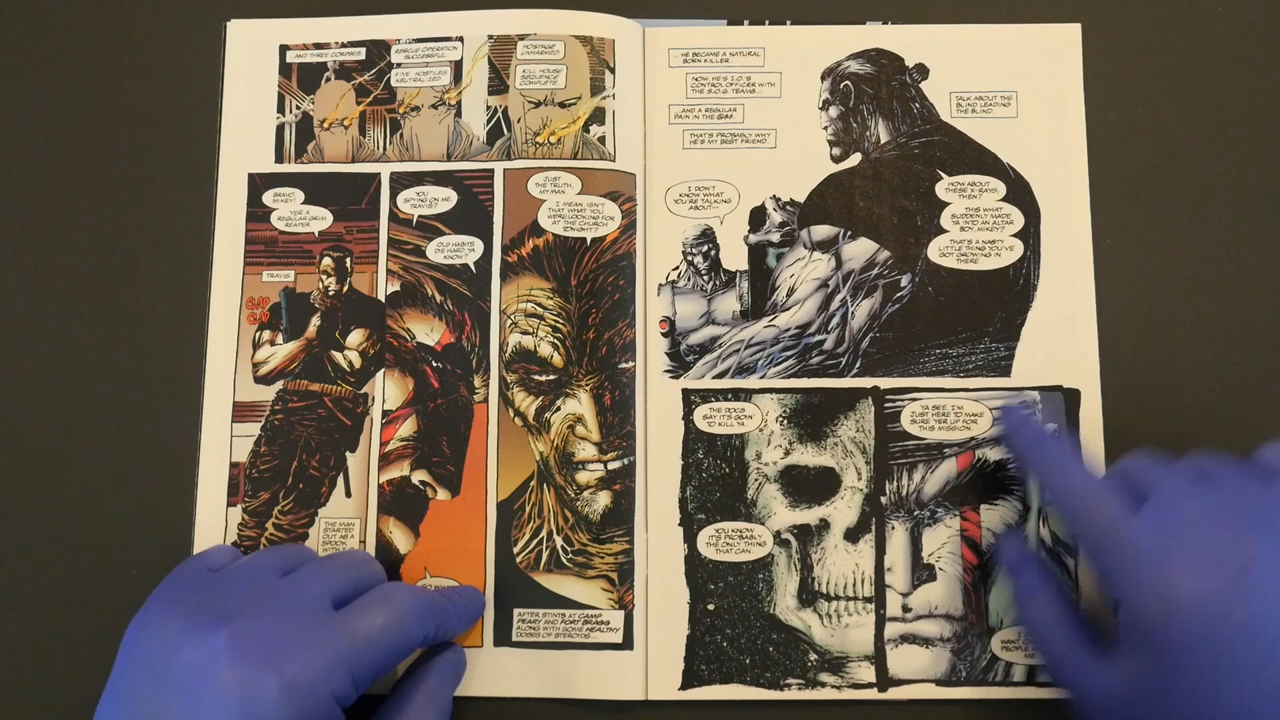 ...AND THREE CORPSES.
RESCUE OPERATION
SUCCESSFUL.
FIVE HOSTILES
NEUTRALIZED.
HOSTAGE
UNHARMED.
KILL HOUSE
SEQUENCE
COMPLETE.
BRAVO,
MIKEY!
YER A
REGULAR GRIM
REAPER.
TRAVIS.
CLAP
CLAP
THE MAN
STARTED
OUT AS A
SPOOK
YOU
SPYING ON ME,
TRAVIS?
OLD HABITS
DIE HARD, YA
KNOW?
JUST
THE TRUTH,
MY MAN.
I MEAN, ISN'T
THAT WHAT YOU
WERE LOOKING FOR
AT THE CHURCH
TONIGHT?
AFTER STINTS AT CAMP
PEARY AND FORT BRAGG
ALONG WITH SOME HEALTHY
DOSES OF STEROIDS...
...HE BECAME A NATURAL
BORN KILLER.
NOW, HE'S I.O.'S
CONTROL OFFICER WITH
THE S.O.G. TEAMS...
...AND A REGULAR
PAIN IN THE @$$.
THAT'S PROBABLY WHY
HE'S MY BEST FRIEND.
TALK ABOUT THE
BLIND LEADING
THE BLIND.
I DON'T
KNOW WHAT
YOU'RE TALKING
ABOUT--
HOW ABOUT
THESE X-RAYS,
THEN?
THIS WHAT
SUDDENLY MADE
YA INTO AN ALTAR
BOY, MIKEY?
THAT'S A NASTY
LITTLE THING YOU'VE
GOT GROWING IN
THERE
THE DOCS
SAY IT'S GOIN'
TO KILL YA.
YOU KNOW
IT'S PROBABLY
THE ONLY THING
THAT CAN.
YA SEE, I'M
JUST HERE TO MAKE
SURE YER UP FOR
THIS MISSION.
WANT
PEOPLE
ME